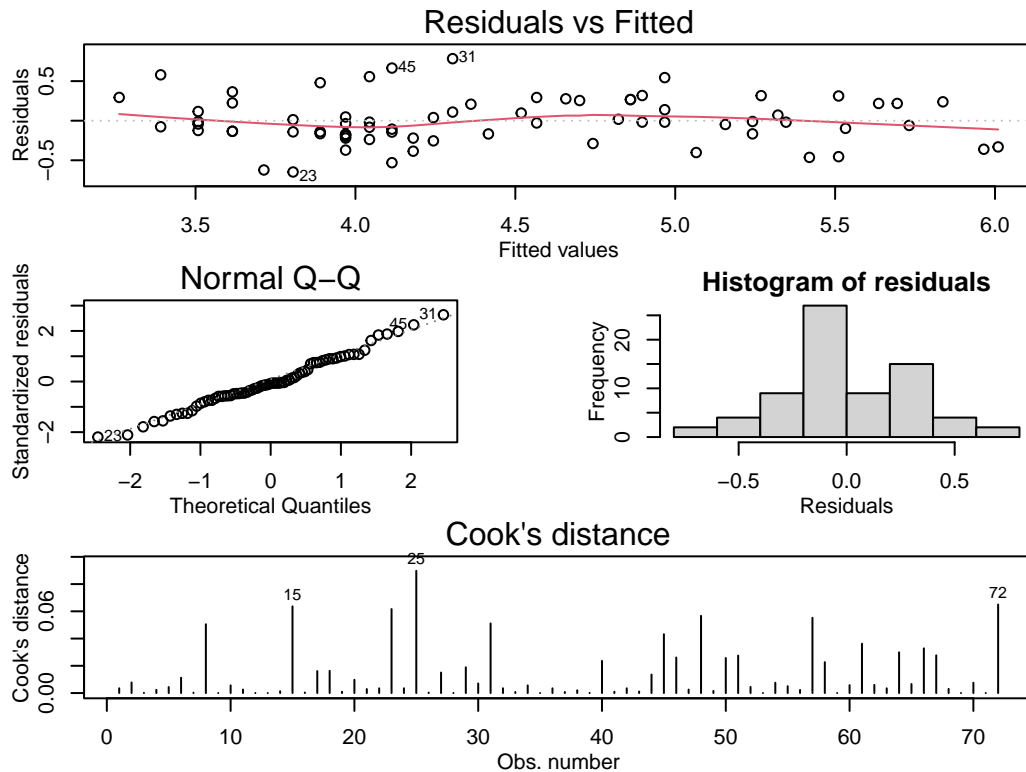 Residuals vs Fitted
Residuals
0.5
−0.5
45
31
23
3.5 4.0 4.5 5.0 5.5 6.0
Fitted values
Normal Q−Q
Standardized residuals
2
0
−2
31
45
23
−2 −1 0 1 2
Theoretical Quantiles
Histogram of residuals
Frequency
20
10
0
−0.5 0.0 0.5
Residuals
Cook's distance
Cook's distance
0.06
0.00
25
15
72
0 10 20 30 40 50 60 70
Obs. number